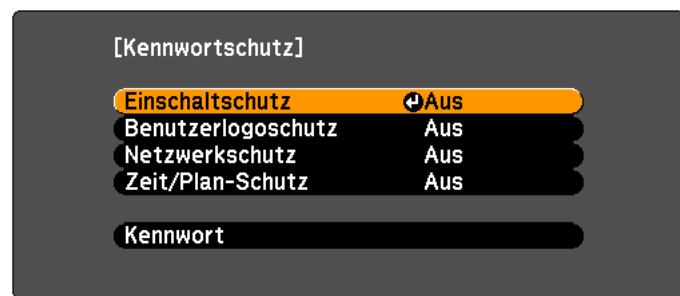 [Kennwortschutz]
Einschaltschutz Aus
Benutzerlogoschutz Aus
Netzwerkschutz Aus
Zeit/Plan-Schutz Aus
Kennwort